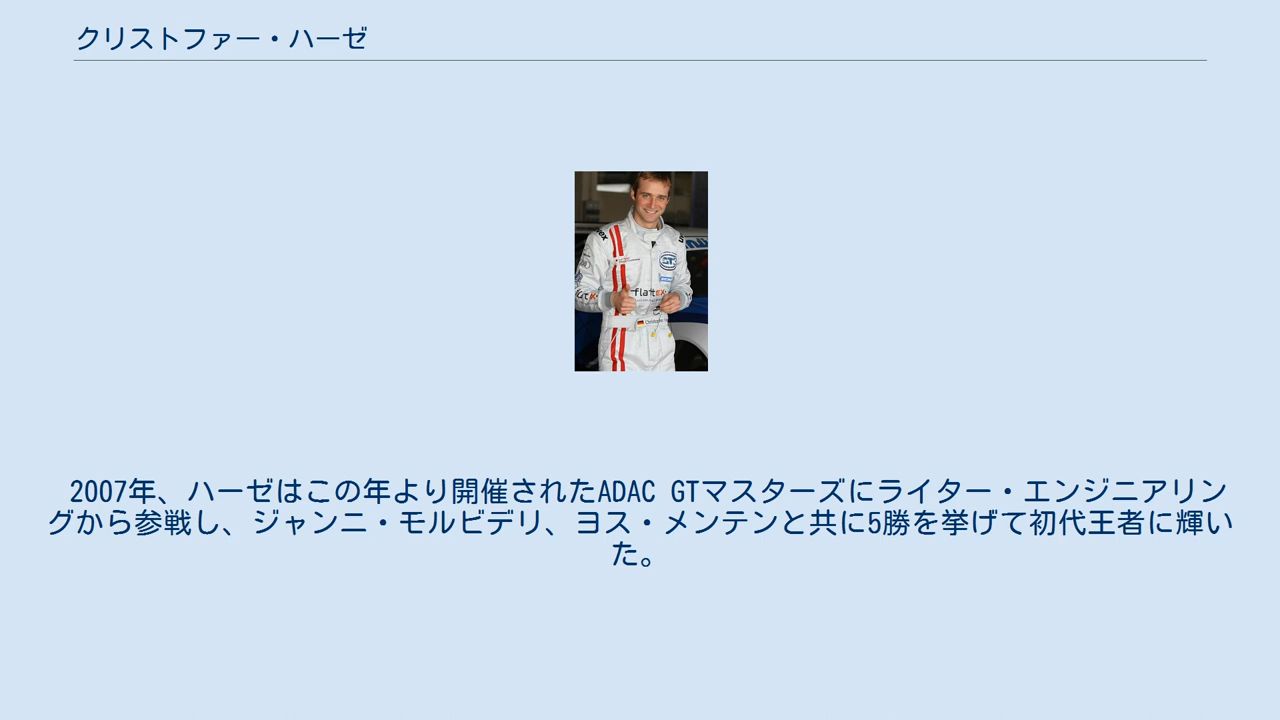 クリストファー・ハーゼ
2007年、ハーゼはこの年より開催されたADAC GTマスターズにライター・エンジニアリン
グから参戦し、ジャンニ・モルビデリ、ヨス・メンテンと共に5勝を挙げて初代王者に輝い
た。
flatex